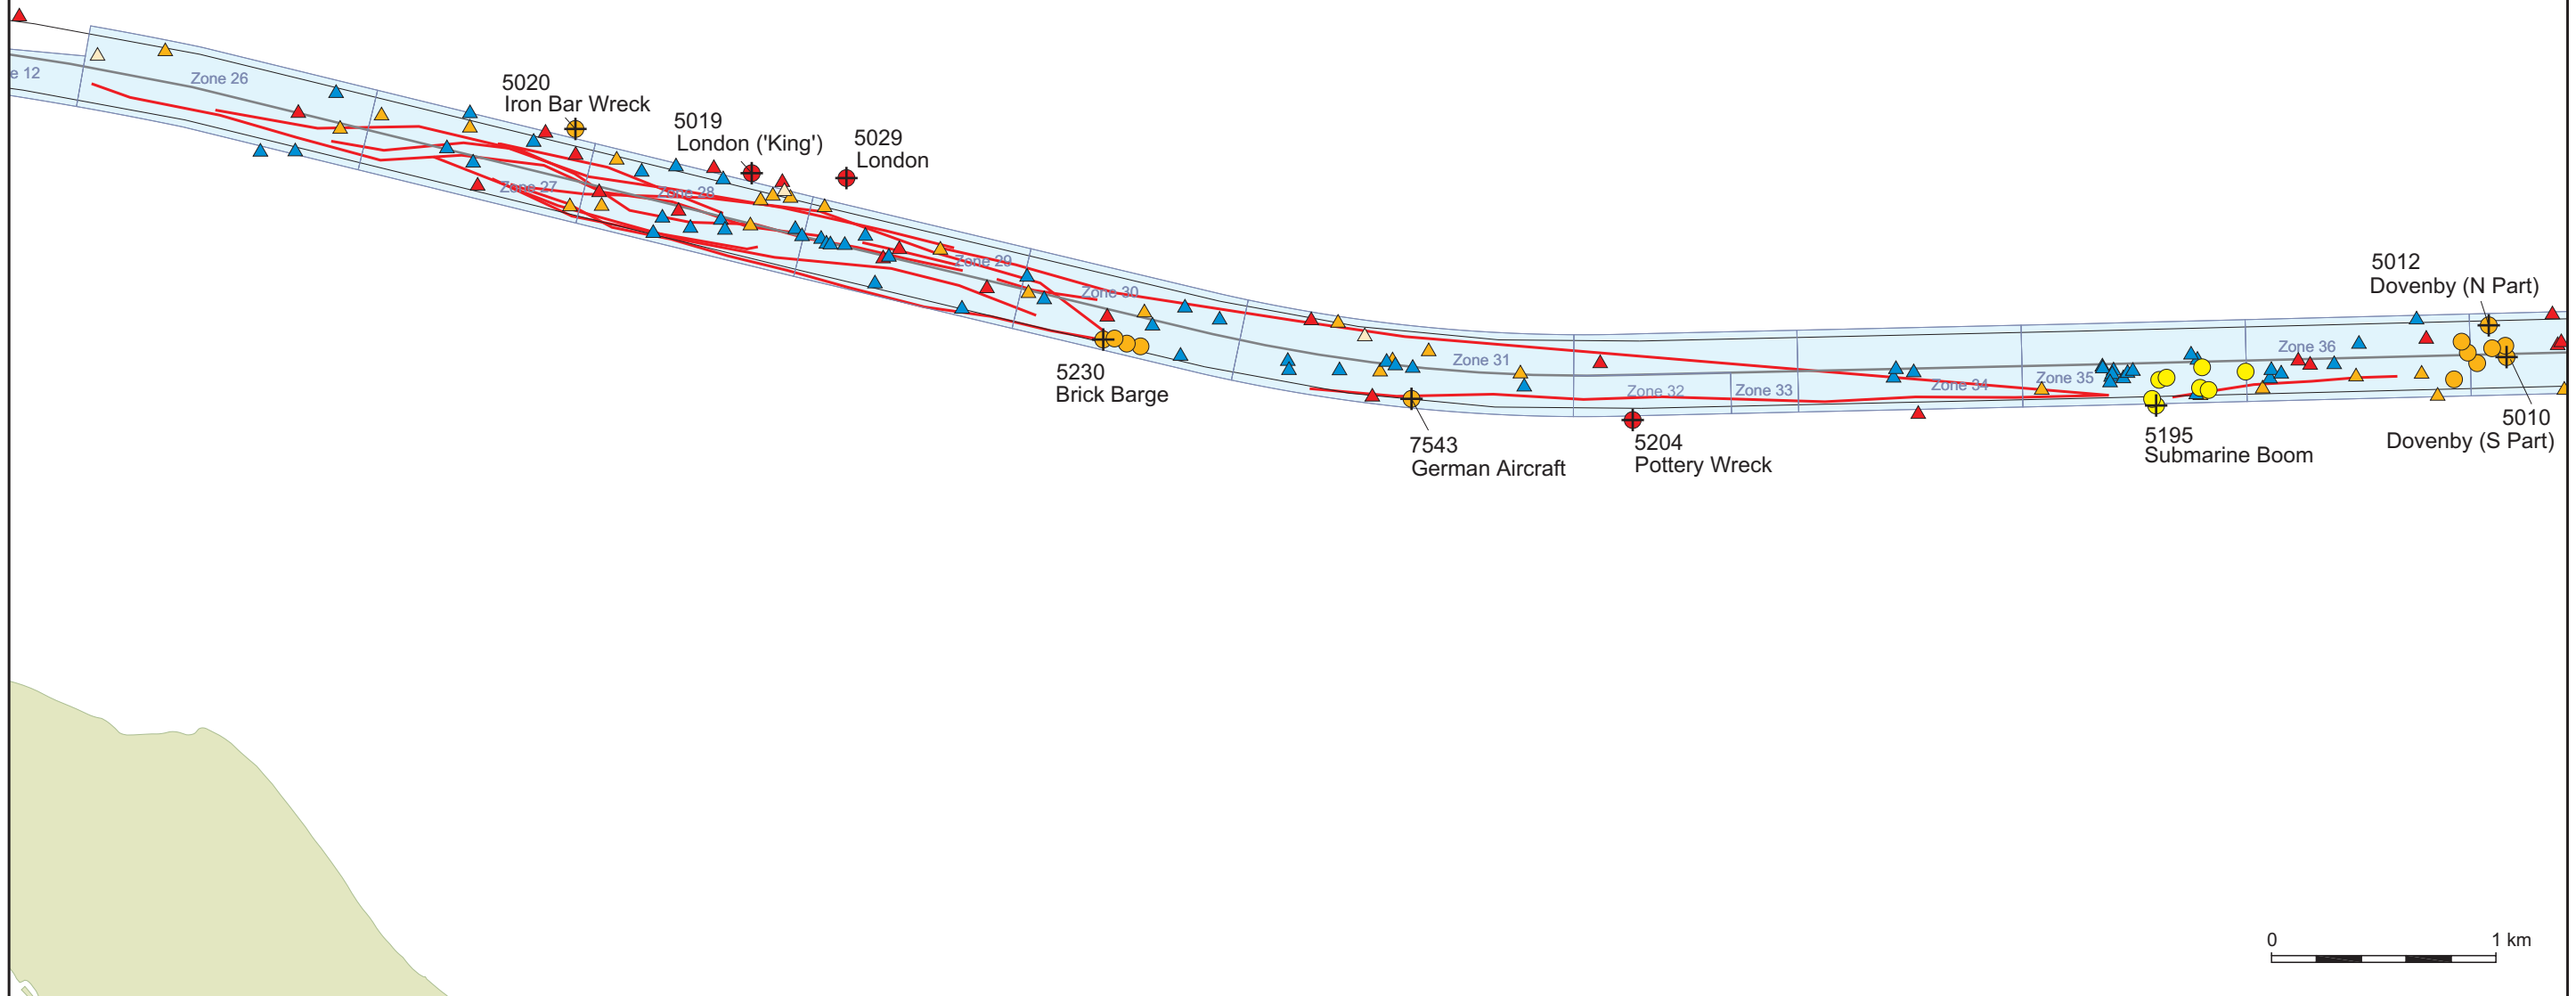 e 12
Zone 26
5020
Iron Bar Wreck
5019
London ('King')
5029
London
Zone 27
Zone 28
Zone 29
Zone 30
5230
Brick Barge
Zone 31
7543
German Aircraft
Zone 32
Zone 33
5204
Pottery Wreck
Zone 34
Zone 35
5195
Submarine Boom
Zone 36
5012
Dovenby (N Part)
5010
Dovenby (S Part)
0 1 km